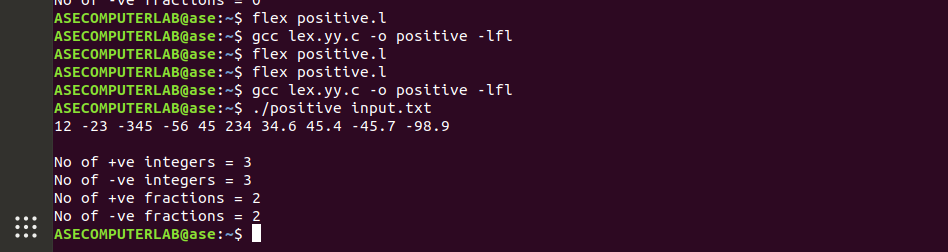 No of -ve fractions = 0
ASECOMPUTERLAB@ase:~$ flex positive.l
ASECOMPUTERLAB@ase:~$ gcc lex.yy.c -o positive -lfl
ASECOMPUTERLAB@ase:~$ flex positive.l
ASECOMPUTERLAB@ase:~$ flex positive.l
ASECOMPUTERLAB@ase:~$ gcc lex.yy.c -o positive -lfl
ASECOMPUTERLAB@ase:~$ ./positive input.txt
12 -23 -345 -56 45 234 34.6 45.4 -45.7 -98.9
No of +ve integers = 3
No of -ve integers = 3
No of +ve fractions = 2
No of -ve fractions = 2
ASECOMPUTERLAB@ase:~$